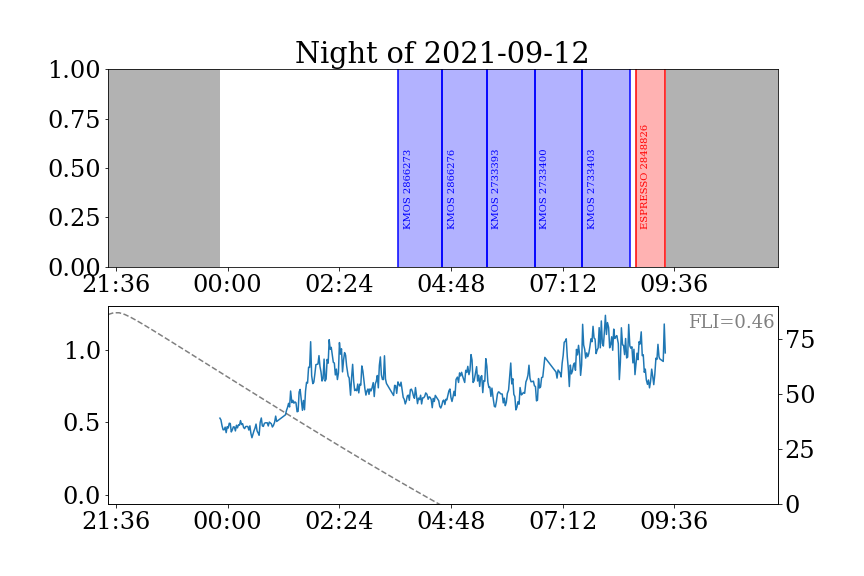 Night of 2021-09-12
1.00
0.75
0.50
0.25
0.00
KMOS 2866273
KMOS 2866276
KMOS 2733393
KMOS 2733400
KMOS 2733403
ESPRESSO 2848826
21:36 00:00 02:24 04:48 07:12 09:36
FLI=0.46
1.0
0.5
0.0
75
50
25
0
21:36 00:00 02:24 04:48 07:12 09:36